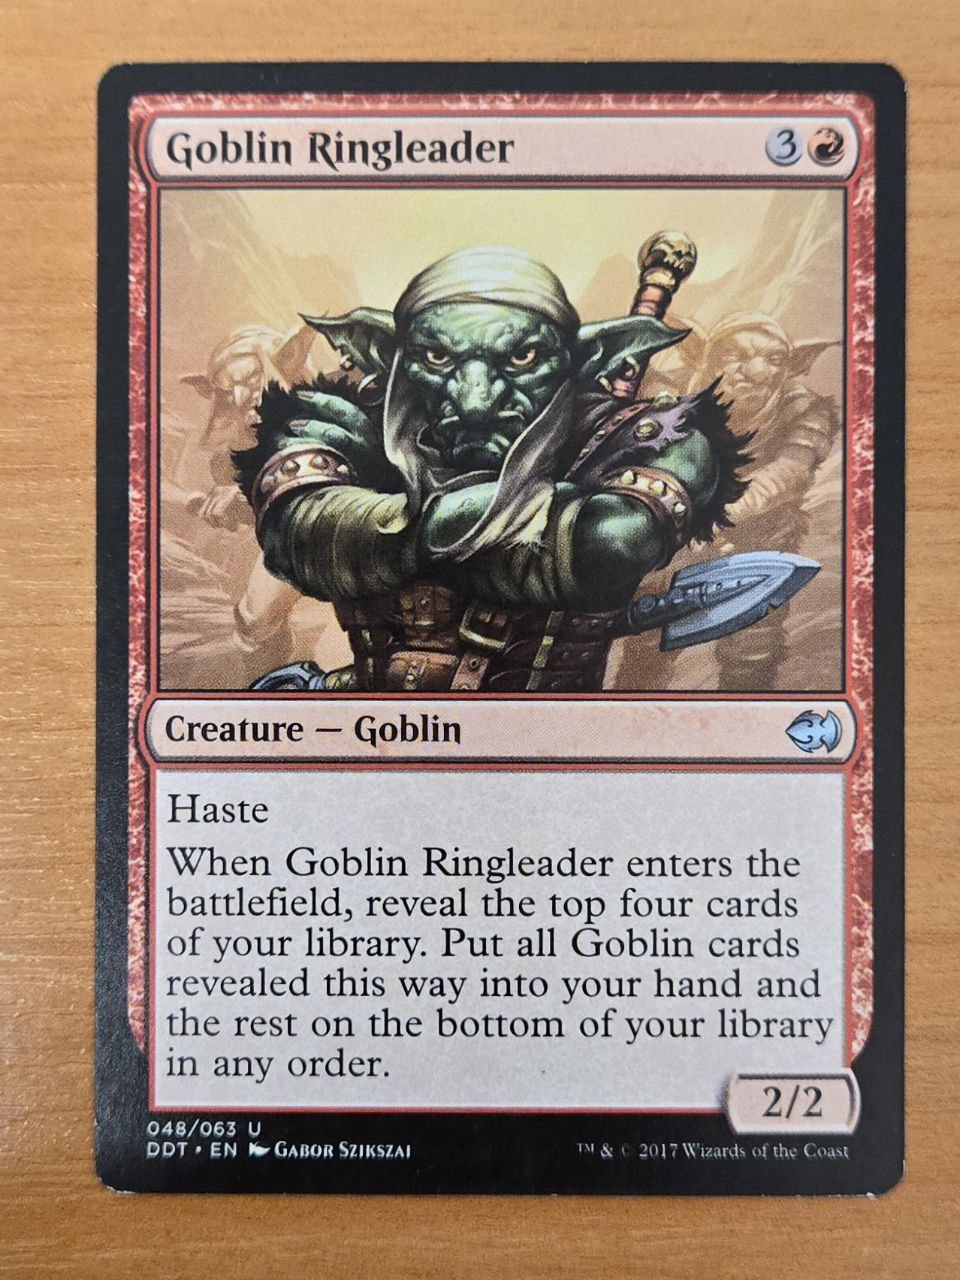 Goblin Ringleader 3
Creature — Goblin
Haste
When Goblin Ringleader enters the
battlefield, reveal the top four cards
of your library. Put all Goblin cards
revealed this way into your hand and
the rest on the bottom of your library
in any order.
2/2
048/063 U
DDT • EN GABOR SZIKSZAI
™ & © 2017 Wizards of the Coast